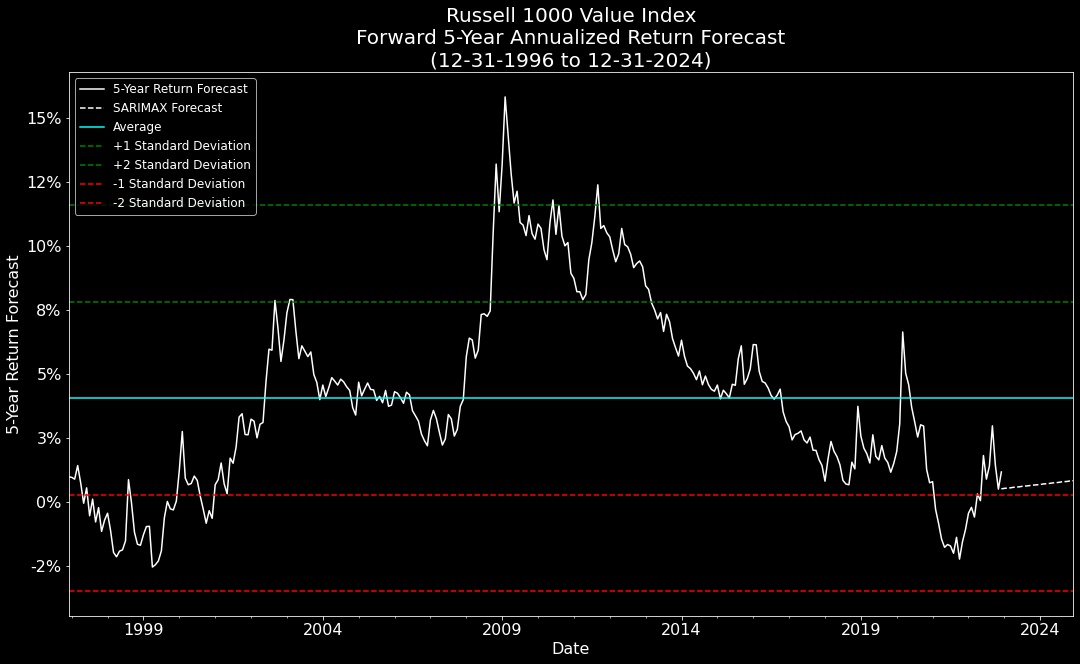 Russell 1000 Value Index
Forward 5-Year Annualized Return Forecast
(12-31-1996 to 12-31-2024)
5-Year Return Forecast
SARIMAX Forecast
Average
+1 Standard Deviation
+2 Standard Deviation
-1 Standard Deviation
-2 Standard Deviation
5-Year Return Forecast
15%
12%
10%
8%
5%
3%
0%
-2%
1999
2004
2009
2014
2019
2024
Date